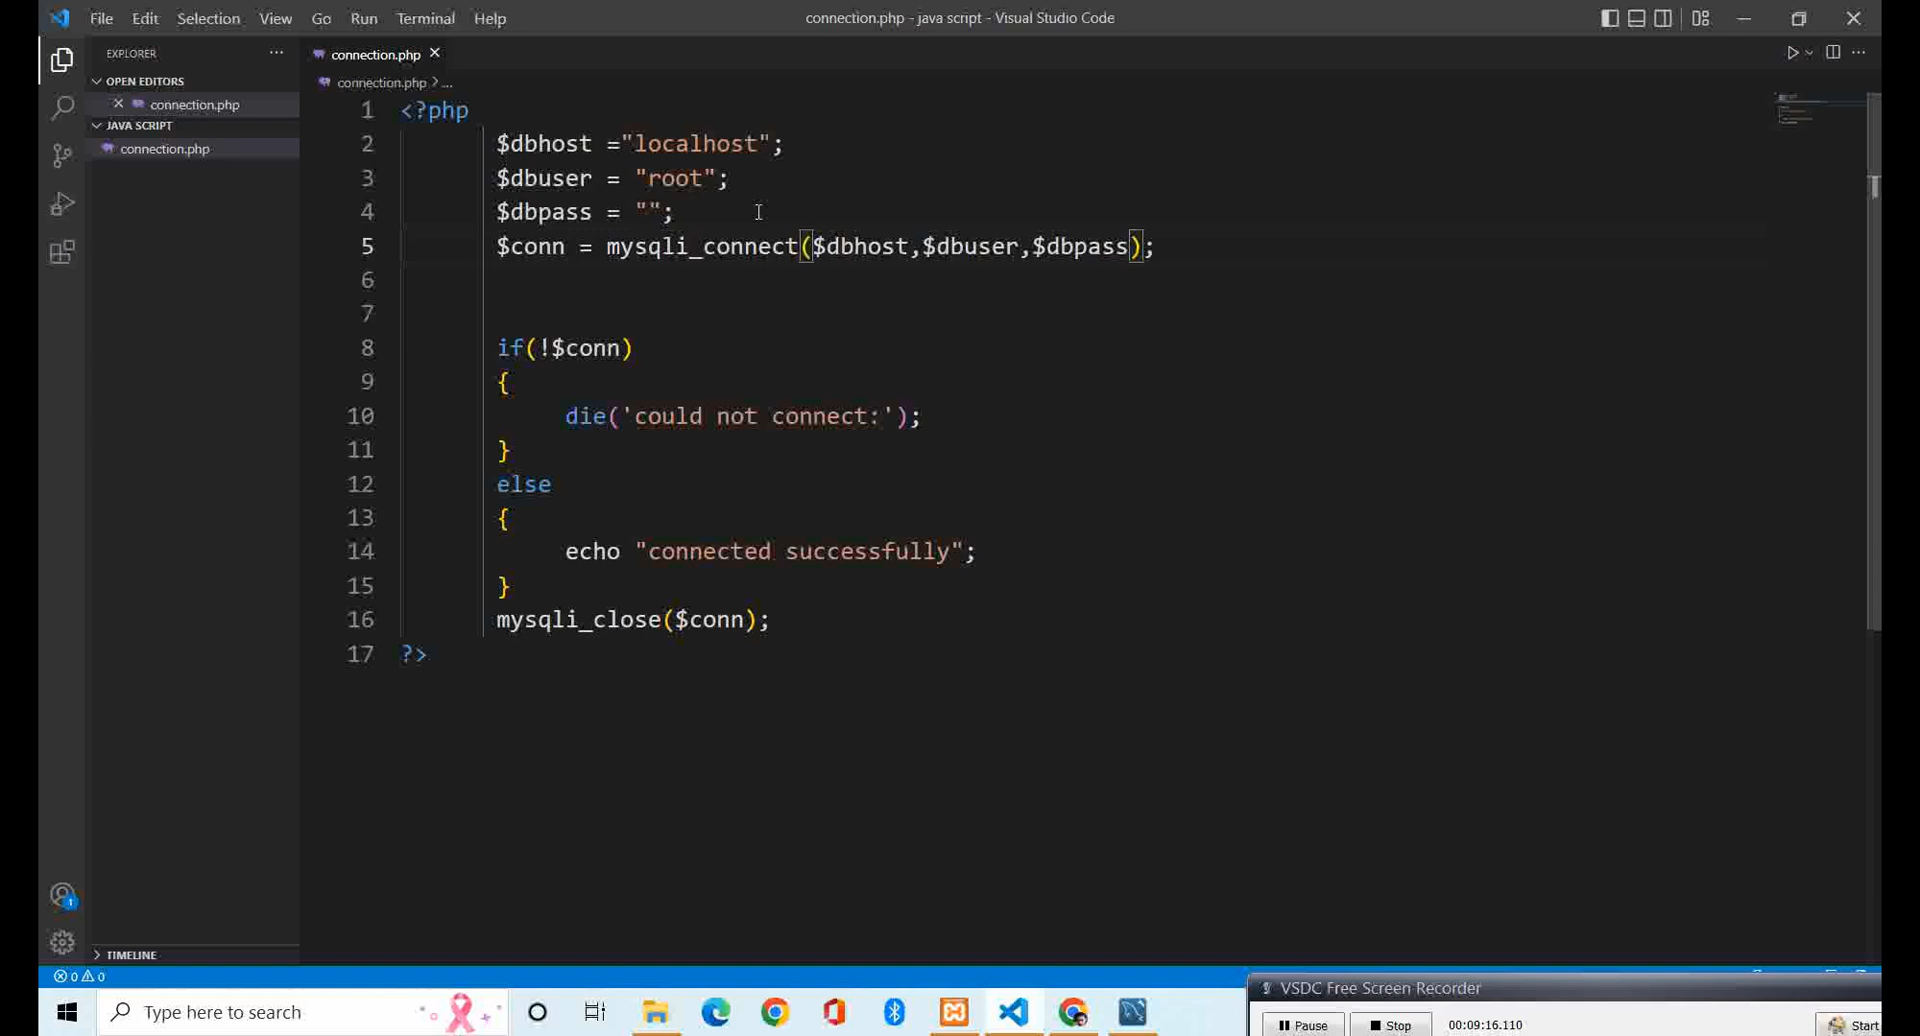 File Edit Selection View Go Run Terminal Help
connection.php - java script - Visual Studio Code
EXPLORER
connection.php
OPEN EDITORS
connection.php > ...
connection.php
JAVA SCRIPT
connection.php
1 <?php
2 $dbhost ="localhost";
3 $dbuser = "root";
4 $dbpass = "";
5 $conn = mysqli_connect($dbhost,$dbuser,$dbpass);
6
7
8 if(!$conn)
9 {
10 die('could not connect:');
11 }
12 else
13 {
14 echo "connected successfully";
15 }
16 mysqli_close($conn);
17 ?>
1
TIMELINE
0 0
VSDC Free Screen Recorder
Type here to search
Pause Stop 00:09:16.110 Start